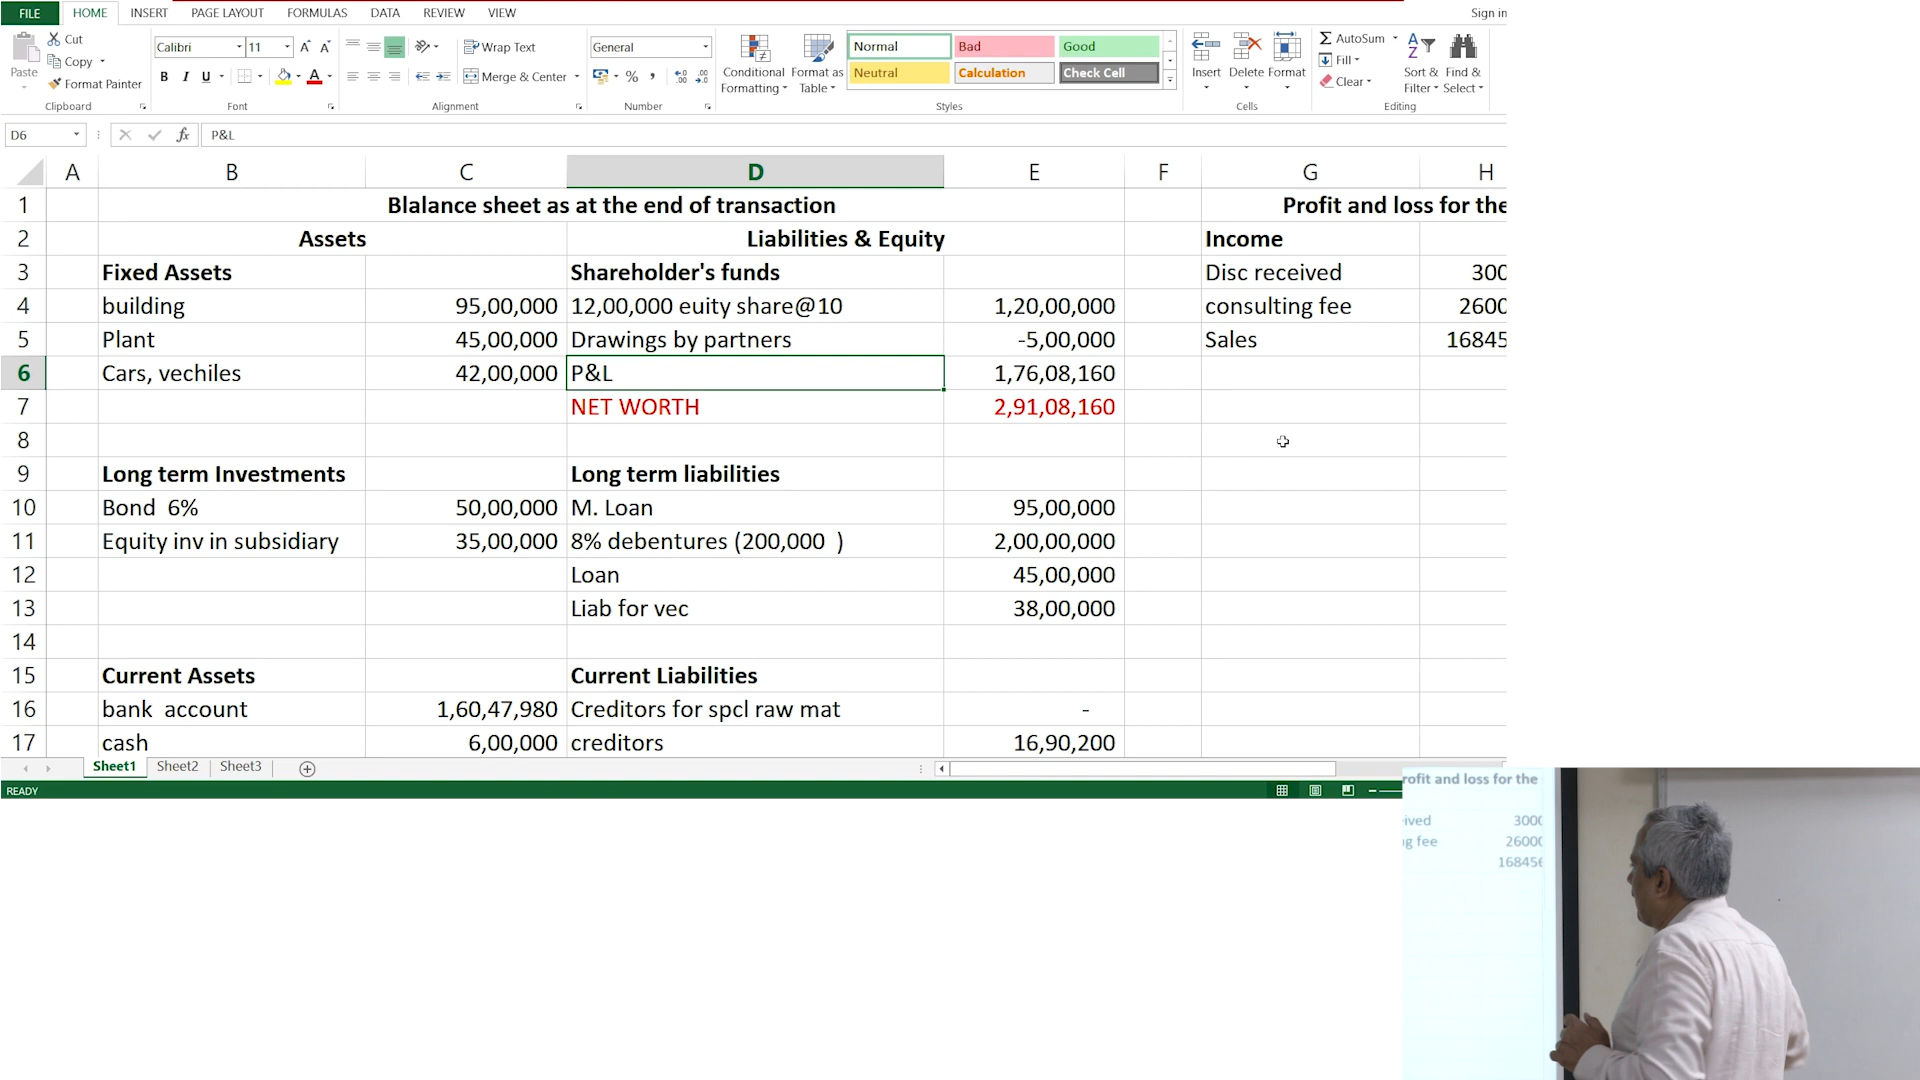 FILE HOME INSERT PAGE LAYOUT FORMULAS DATA REVIEW VIEW Sign in
Paste
Cut
Copy
Format Painter
Clipboard
Calibri 11
B I U
Font
Wrap Text
Merge & Center
Alignment
General
Number
Conditional Formatting
Format as Table
Normal Bad Good
Neutral Calculation Check Cell
Styles
Insert Delete Format
Cells
AutoSum
Fill
Clear
Sort & Filter
Find & Select
Editing
D6 fx P&L
A B C D E F G H
1 Blalance sheet as at the end of transaction Profit and loss for the
2 Assets Liabilities & Equity Income
3 Fixed Assets Shareholder's funds Disc received 300
4 building 95,00,000 12,00,000 euity share@10 1,20,00,000 consulting fee 2600
5 Plant 45,00,000 Drawings by partners -5,00,000 Sales 16845
6 Cars, vechiles 42,00,000 P&L 1,76,08,160
7 NET WORTH 2,91,08,160
8
9 Long term Investments Long term liabilities
10 Bond 6% 50,00,000 M. Loan 95,00,000
11 Equity inv in subsidiary 35,00,000 8% debentures (200,000 ) 2,00,00,000
12 Loan 45,00,000
13 Liab for vec 38,00,000
14
15 Current Assets Current Liabilities
16 bank account 1,60,47,980 Creditors for spcl raw mat -
17 cash 6,00,000 creditors 16,90,200
Sheet1 Sheet2 Sheet3
READY
rofit and loss for the
ived 3000
ng fee 26000
168456